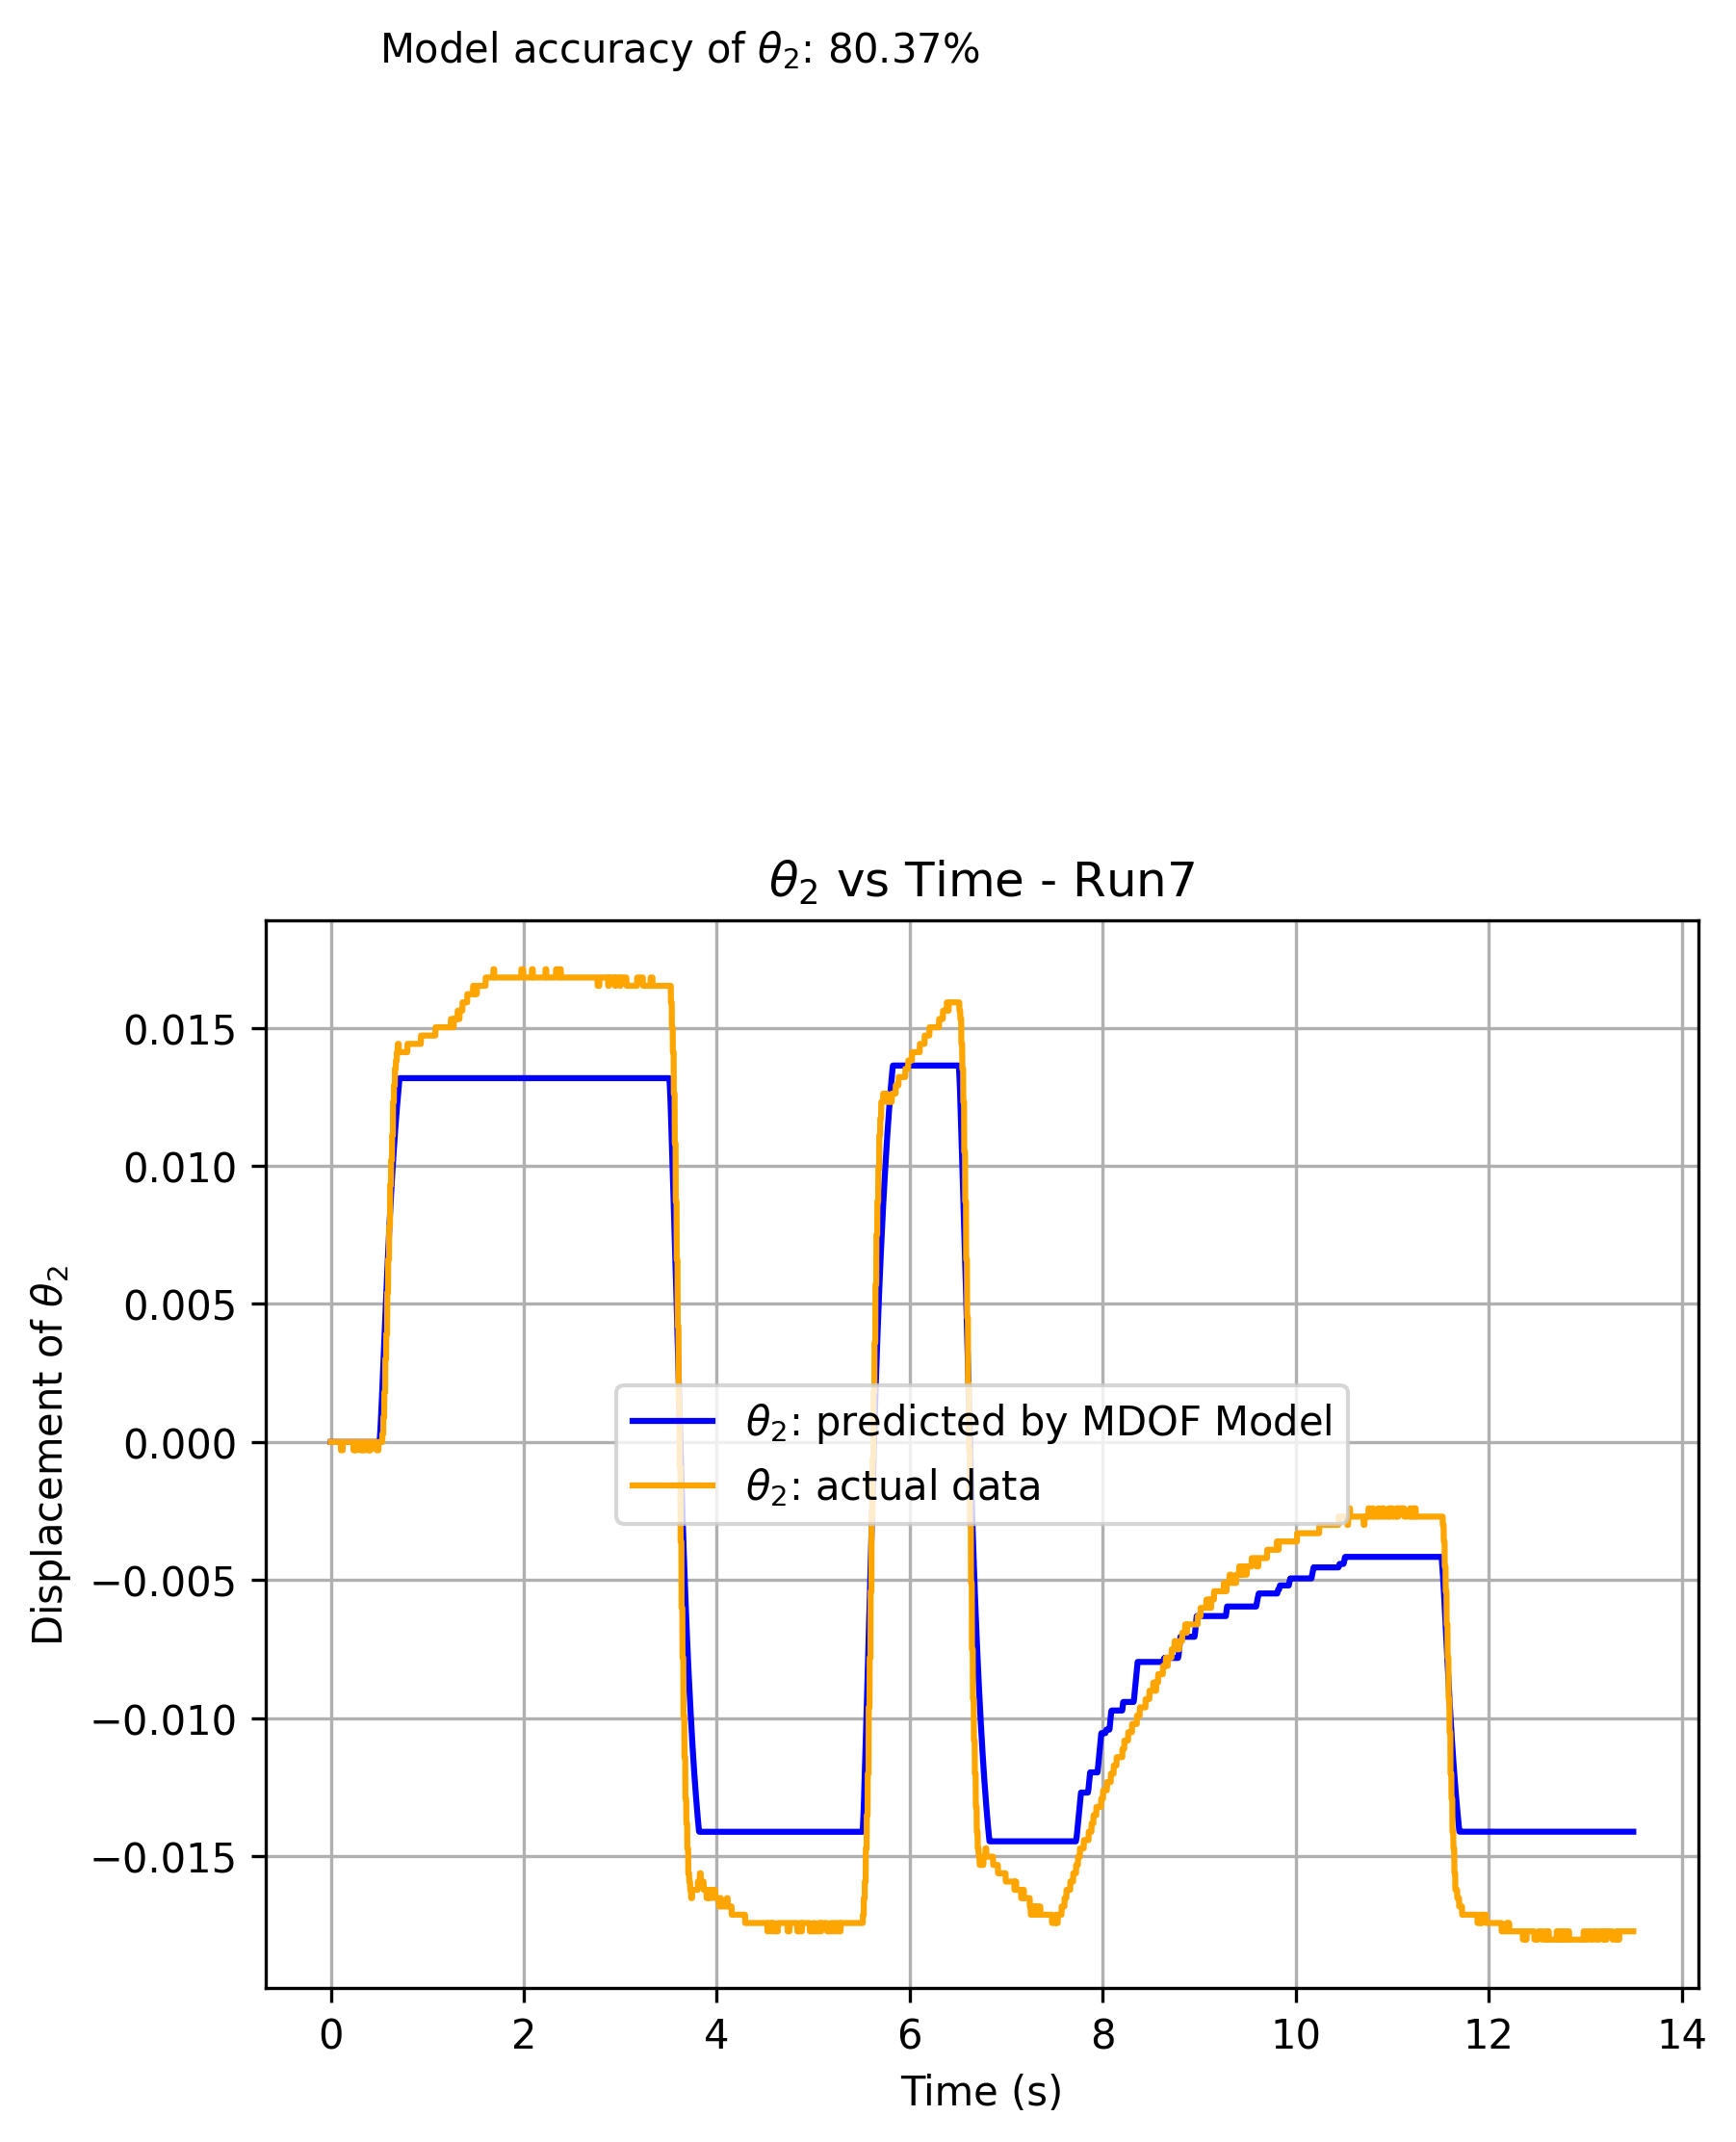 Model accuracy of θ₂: 80.37%
θ₂ vs Time - Run7
Displacement of θ₂
0.015
0.010
0.005
0.000
−0.005
−0.010
−0.015
θ₂: predicted by MDOF Model
θ₂: actual data
0 2 4 6 8 10 12 14
Time (s)